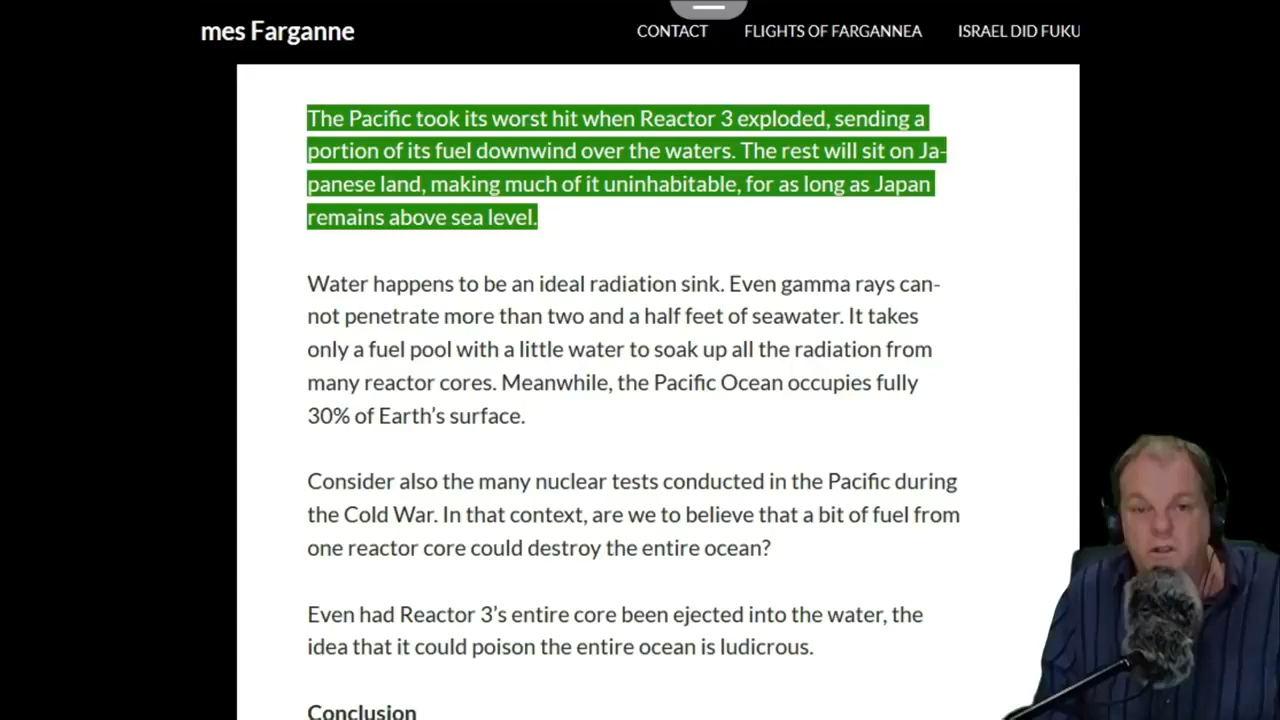 mes Farganne
CONTACT
FLIGHTS OF FARGANNEA
ISRAEL DID FUKU
The Pacific took its worst hit when Reactor 3 exploded, sending a
portion of its fuel downwind over the waters. The rest will sit on Ja-
panese land, making much of it uninhabitable, for as long as Japan
remains above sea level.
Water happens to be an ideal radiation sink. Even gamma rays can-
not penetrate more than two and a half feet of seawater. It takes
only a fuel pool with a little water to soak up all the radiation from
many reactor cores. Meanwhile, the Pacific Ocean occupies fully
30% of Earth’s surface.
Consider also the many nuclear tests conducted in the Pacific during
the Cold War. In that context, are we to believe that a bit of fuel from
one reactor core could destroy the entire ocean?
Even had Reactor 3’s entire core been ejected into the water, the
idea that it could poison the entire ocean is ludicrous.
Conclusion